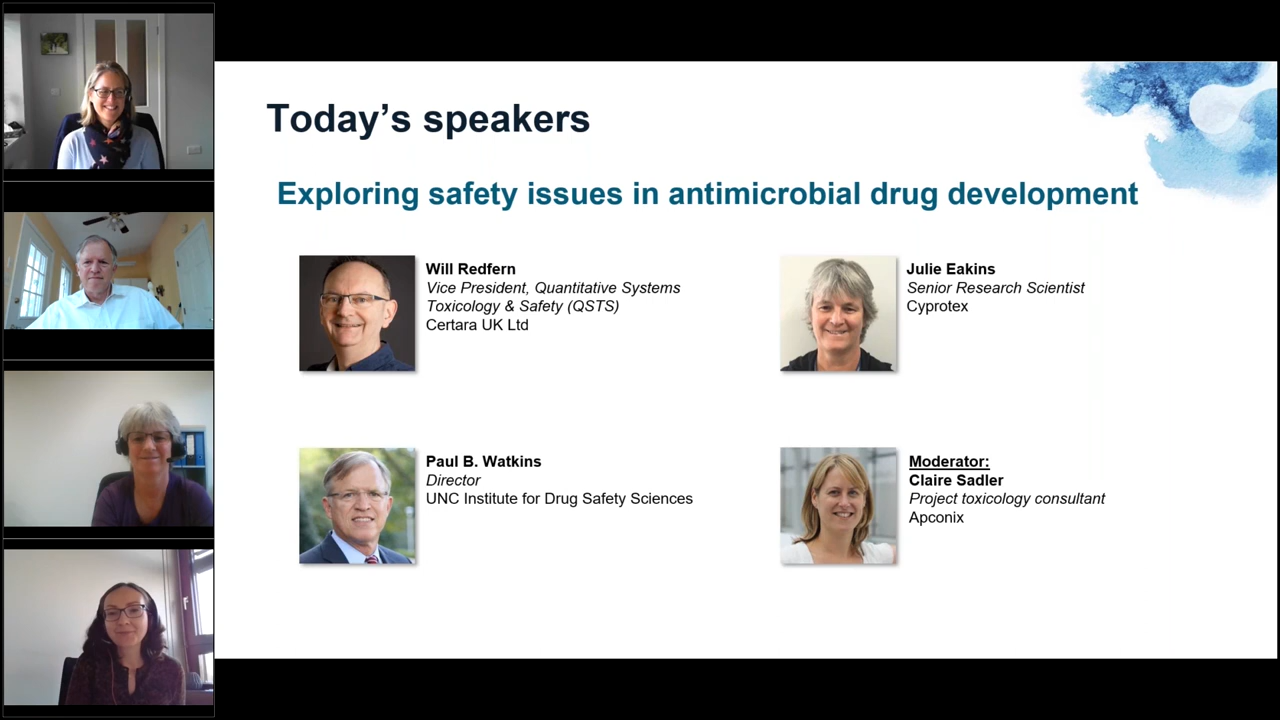 Today's speakers
Exploring safety issues in antimicrobial drug development
Will Redfern
Vice President, Quantitative Systems
Toxicology & Safety (QSTS)
Certara UK Ltd
Julie Eakins
Senior Research Scientist
Cyprotex
Paul B. Watkins
Director
UNC Institute for Drug Safety Sciences
Moderator:
Claire Sadler
Project toxicology consultant
Apconix